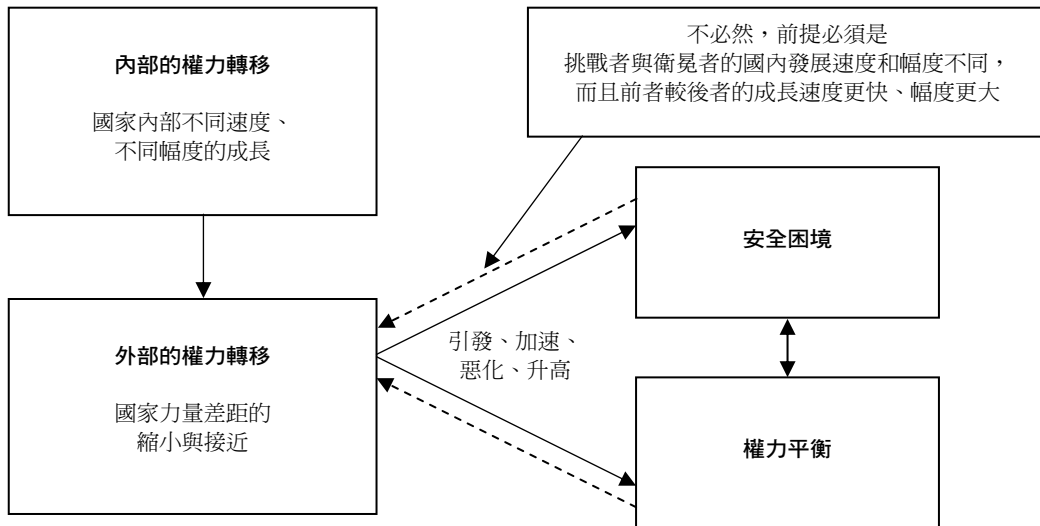 內部的權力轉移
國家內部不同速度、
不同幅度的成長
不必然，前提必須是
挑戰者與衛冕者的國內發展速度和幅度不同，
而且前者較後者的成長速度更快、幅度更大
安全困境
外部的權力轉移
國家力量差距的
縮小與接近
引發、加速、
惡化、升高
權力平衡